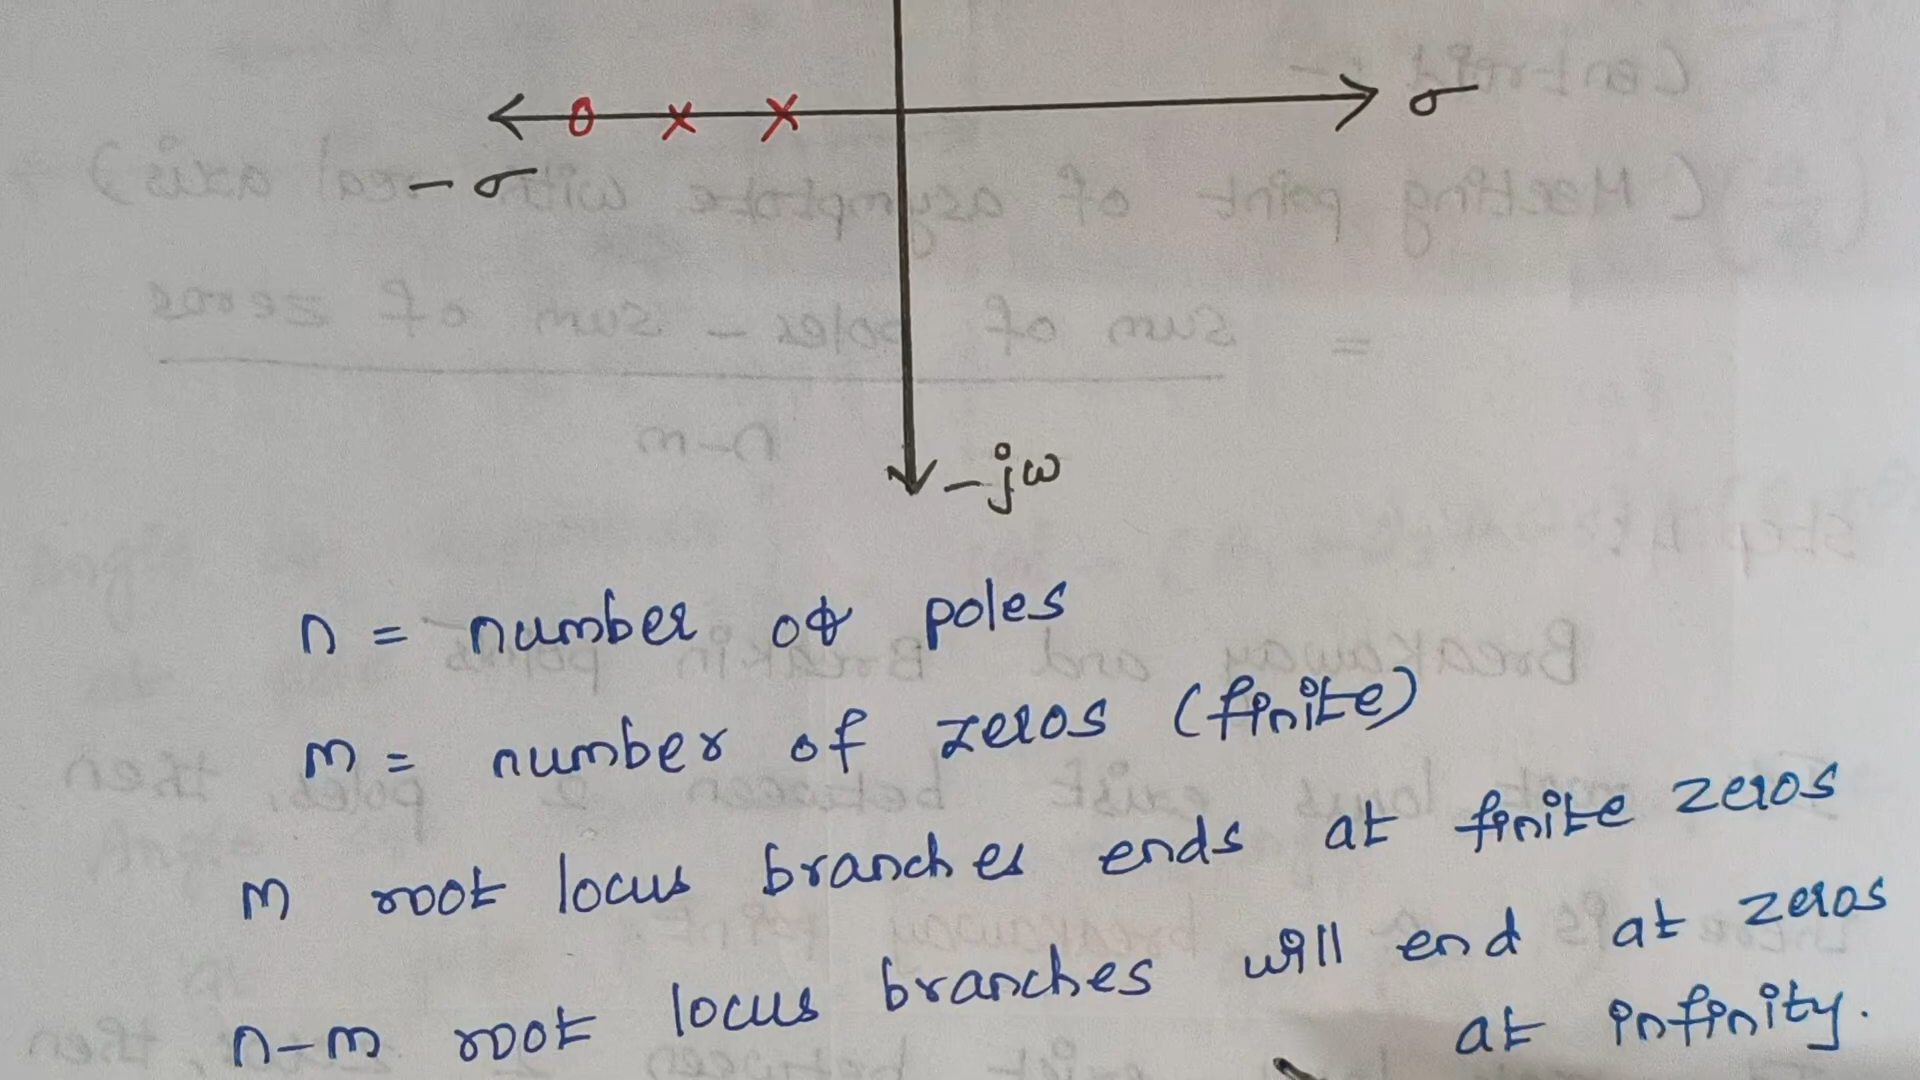 σ
-σ
-jω
n = number of poles
m = number of zeros (finite)
m root locus branches ends at finite zeros
n-m root locus branches will end at zeros
at infinity.